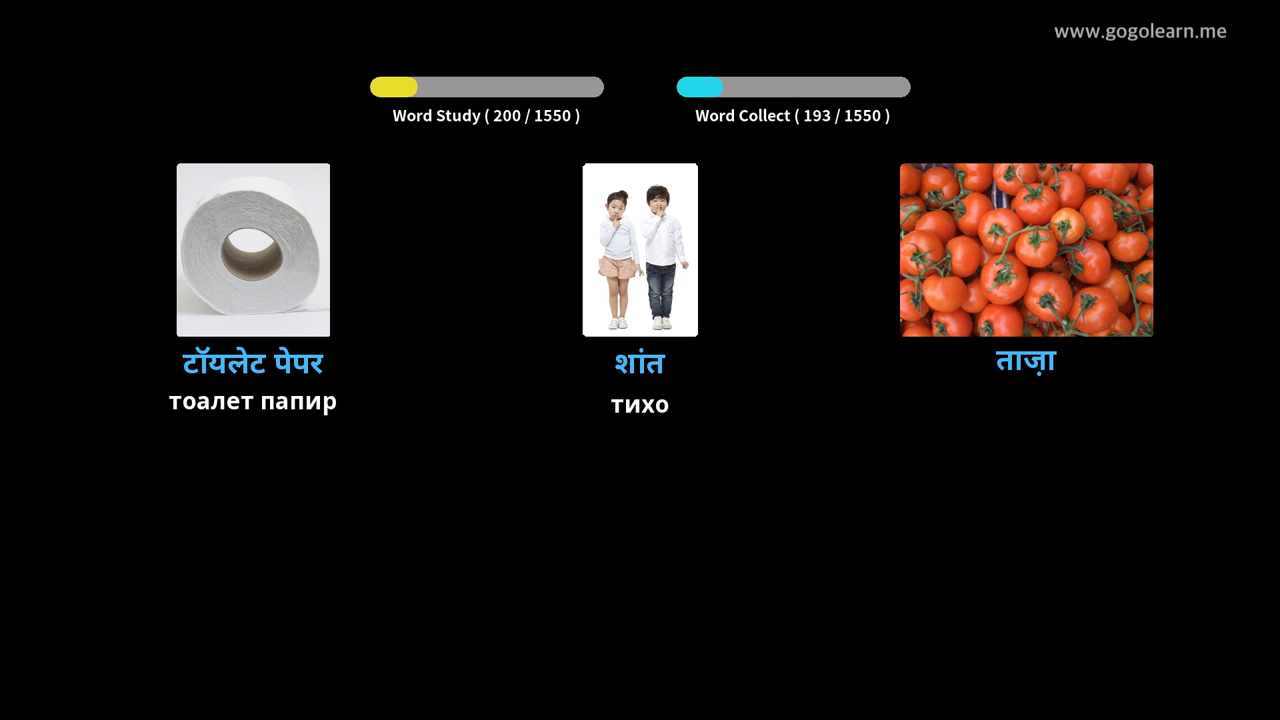 www.gogolearn.me
Word Study ( 200 / 1550 )
Word Collect ( 193 / 1550 )
टॉयलेट पेपर
тоалет папир
शांत
тихо
ताज़ा